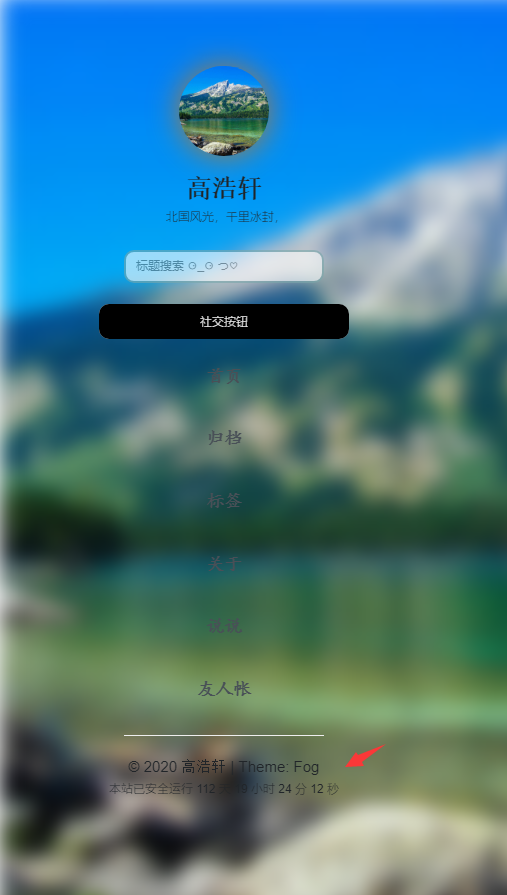 高浩轩
北国风光，千里冰封，
标题搜索 ⚆_⚆ つ♡
社交按钮
首页
归档
标签
关于
说说
友人帐
© 2020 高浩轩 | Theme: Fog
本站已安全运行 112 天 19 小时 24 分 12 秒